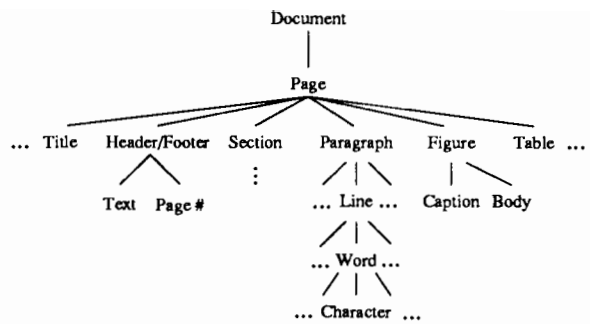 Document
Page
... Title Header/Footer Section Paragraph Figure Table ...
Text Page # ... Line ... Caption Body
... Word ...
... Character ...